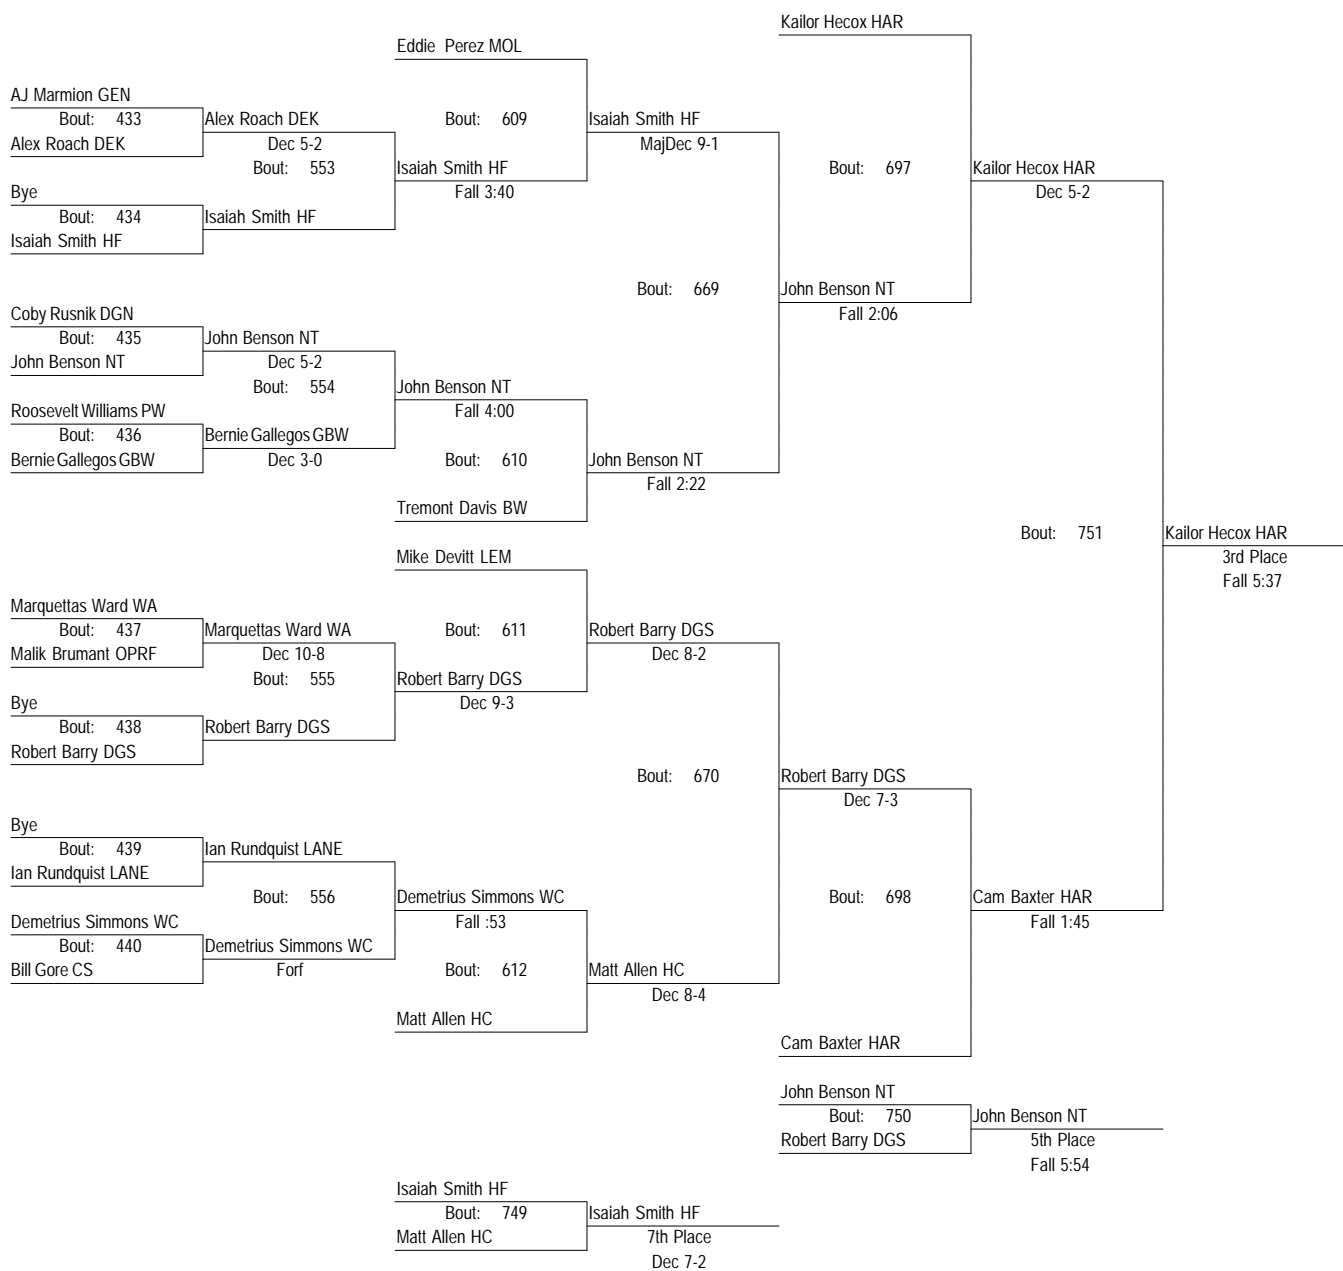 Kailor Hecox HAR
Eddie Perez MOL
AJ Marmion GEN
Bout: 433
Alex Roach DEK
Alex Roach DEK
Dec 5-2
Bout: 553
Bout: 609
Isaiah Smith HF
MajDec 9-1
Isaiah Smith HF
Fall 3:40
Bout: 697
Kailor Hecox HAR
Dec 5-2
Bye
Bout: 434
Isaiah Smith HF
Isaiah Smith HF
Bout: 669
John Benson NT
Fall 2:06
Coby Rusnik DGN
Bout: 435
John Benson NT
John Benson NT
Dec 5-2
Bout: 554
John Benson NT
Fall 4:00
Roosevelt Williams PW
Bout: 436
Bernie Gallegos GBW
Bernie Gallegos GBW
Dec 3-0
Bout: 610
John Benson NT
Fall 2:22
Tremont Davis BW
Bout: 751
Kailor Hecox HAR
3rd Place
Fall 5:37
Mike Devitt LEM
Marquettas Ward WA
Bout: 437
Malik Brumant OPRF
Marquettas Ward WA
Dec 10-8
Bout: 555
Bout: 611
Robert Barry DGS
Dec 8-2
Robert Barry DGS
Dec 9-3
Bye
Bout: 438
Robert Barry DGS
Robert Barry DGS
Bout: 670
Robert Barry DGS
Dec 7-3
Bye
Bout: 439
Ian Rundquist LANE
Ian Rundquist LANE
Bout: 556
Demetrius Simmons WC
Fall :53
Bout: 698
Cam Baxter HAR
Fall 1:45
Demetrius Simmons WC
Bout: 440
Bill Gore CS
Demetrius Simmons WC
Forf
Bout: 612
Matt Allen HC
Dec 8-4
Matt Allen HC
Cam Baxter HAR
John Benson NT
Bout: 750
Robert Barry DGS
John Benson NT
5th Place
Fall 5:54
Isaiah Smith HF
Bout: 749
Matt Allen HC
Isaiah Smith HF
7th Place
Dec 7-2